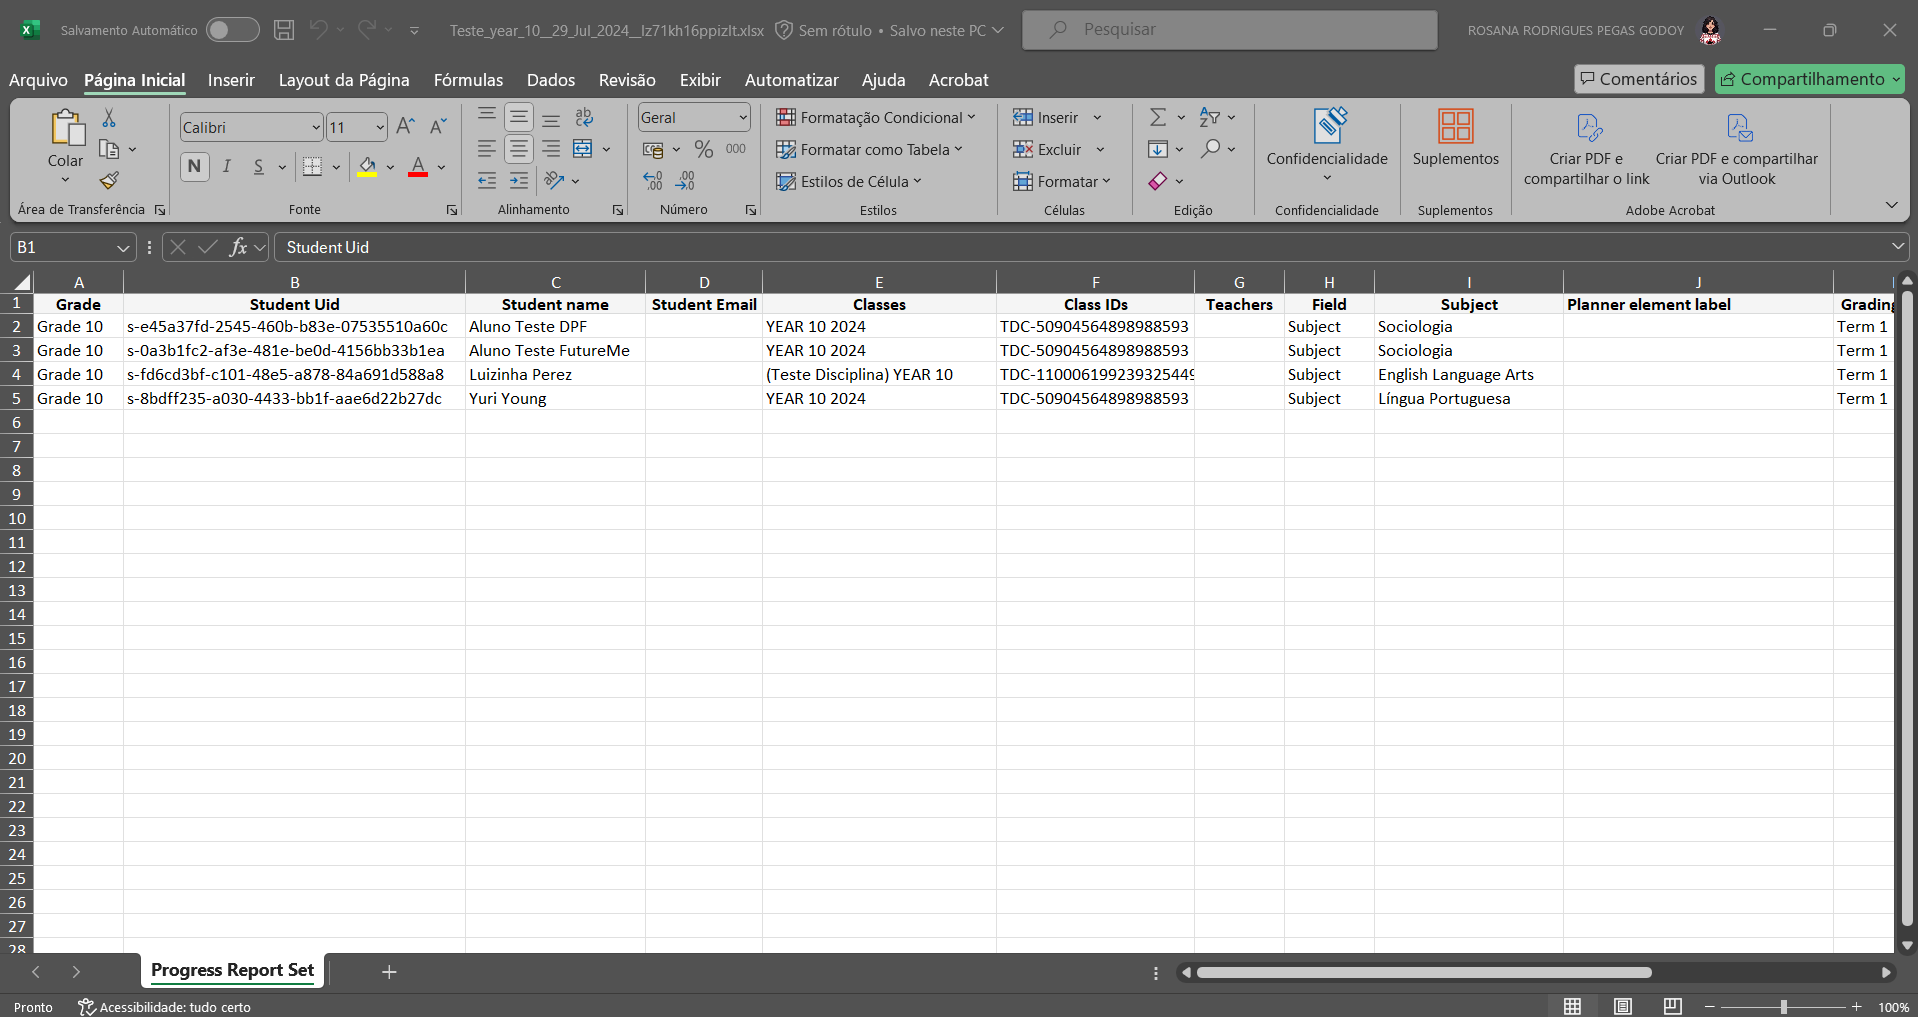 Salvamento Automático
Teste_year_10__29_Jul_2024__lz71kh16ppizlt.xlsx
Sem rótulo • Salvo neste PC
Pesquisar
ROSANA RODRIGUES PEGAS GODOY
Arquivo Página Inicial Inserir Layout da Página Fórmulas Dados Revisão Exibir Automatizar Ajuda Acrobat
Comentários
Compartilhamento
Colar
Área de Transferência
Calibri 11
N I S
Fonte
Alinhamento
Geral
% 000
Número
Formatação Condicional
Formatar como Tabela
Estilos de Célula
Estilos
Inserir
Excluir
Formatar
Células
Edição
Confidencialidade
Confidencialidade
Suplementos
Suplementos
Criar PDF e compartilhar o link
Criar PDF e compartilhar via Outlook
Adobe Acrobat
B1 fx Student Uid
A B C D E F G H I J
1 Grade Student Uid Student name Student Email Classes Class IDs Teachers Field Subject Planner element label Grading
2 Grade 10 s-e45a37fd-2545-460b-b83e-07535510a60c Aluno Teste DPF YEAR 10 2024 TDC-50904564898988593 Subject Sociologia Term 1
3 Grade 10 s-0a3b1fc2-af3e-481e-be0d-4156bb33b1ea Aluno Teste FutureMe YEAR 10 2024 TDC-50904564898988593 Subject Sociologia Term 1
4 Grade 10 s-fd6cd3bf-c101-48e5-a878-84a691d588a8 Luizinha Perez (Teste Disciplina) YEAR 10 TDC-110006199239325449 Subject English Language Arts Term 1
5 Grade 10 s-8bdff235-a030-4433-bb1f-aae6d22b27dc Yuri Young YEAR 10 2024 TDC-50904564898988593 Subject Língua Portuguesa Term 1
6
7
8
9
10
11
12
13
14
15
16
17
18
19
20
21
22
23
24
25
26
27
28
Progress Report Set
Pronto
Acessibilidade: tudo certo
100%